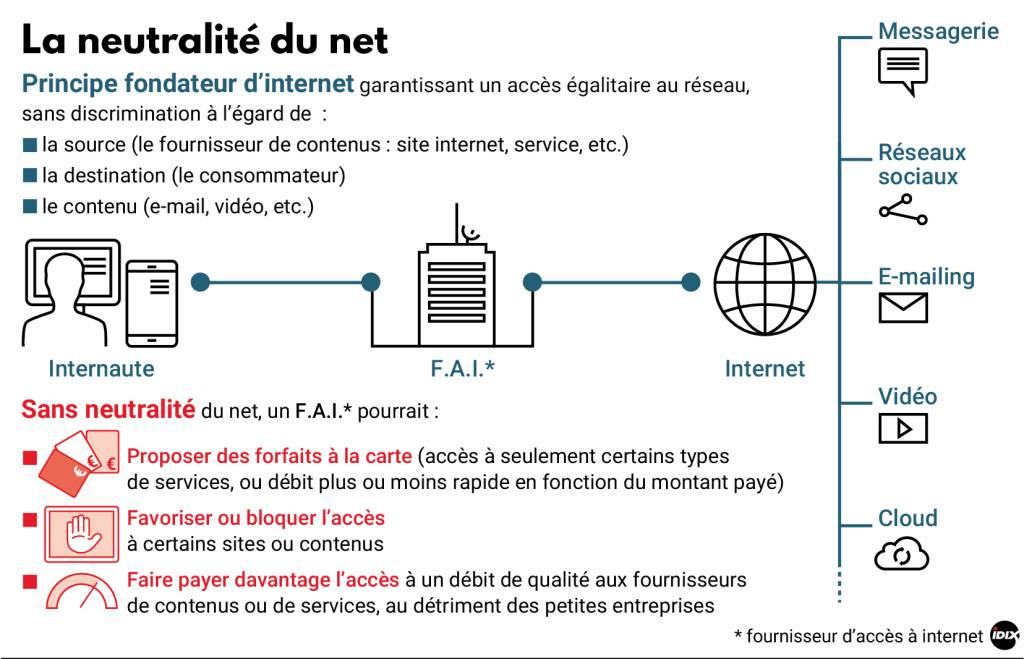 La neutralité du net
Principe fondateur d'internet garantissant un accès égalitaire au réseau,
sans discrimination à l'égard de :
la source (le fournisseur de contenus : site internet, service, etc.)
la destination (le consommateur)
le contenu (e-mail, vidéo, etc.)
Internaute
F.A.I.*
Internet
Messagerie
Réseaux
sociaux
E-mailing
Vidéo
Cloud
Sans neutralité du net, un F.A.I.* pourrait :
€ € €
Proposer des forfaits à la carte (accès à seulement certains types
de services, ou débit plus ou moins rapide en fonction du montant payé)
Favoriser ou bloquer l'accès
à certains sites ou contenus
Faire payer davantage l'accès à un débit de qualité aux fournisseurs
de contenus ou de services, au détriment des petites entreprises
* fournisseur d'accès à internet
iDIX